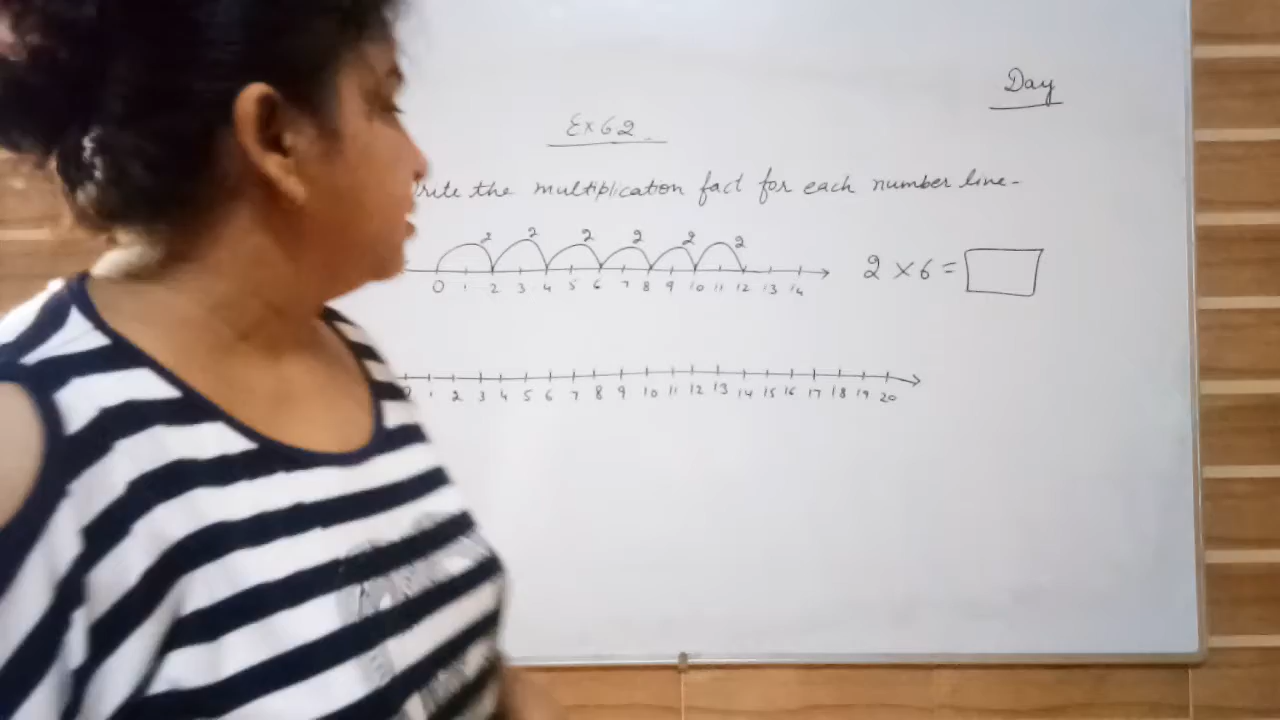 Day
Ex 62
rite the multiplication fact for each number line.
2 2 2 2 2 2
0 1 2 3 4 5 6 7 8 9 10 11 12 13 14
2 × 6 =
1 2 3 4 5 6 7 8 9 10 11 12 13 14 15 16 17 18 19 20